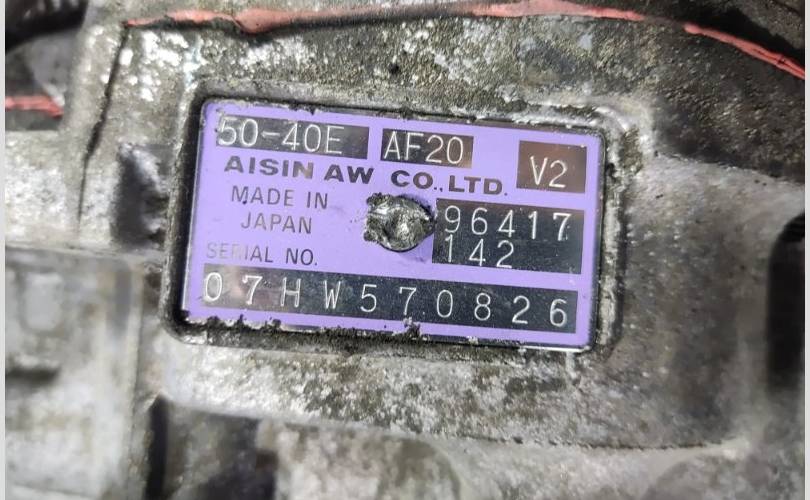 50-40E AF20 V2
AISIN AW CO.,LTD.
MADE IN
JAPAN
96417
142
SERIAL NO.
07HW570826